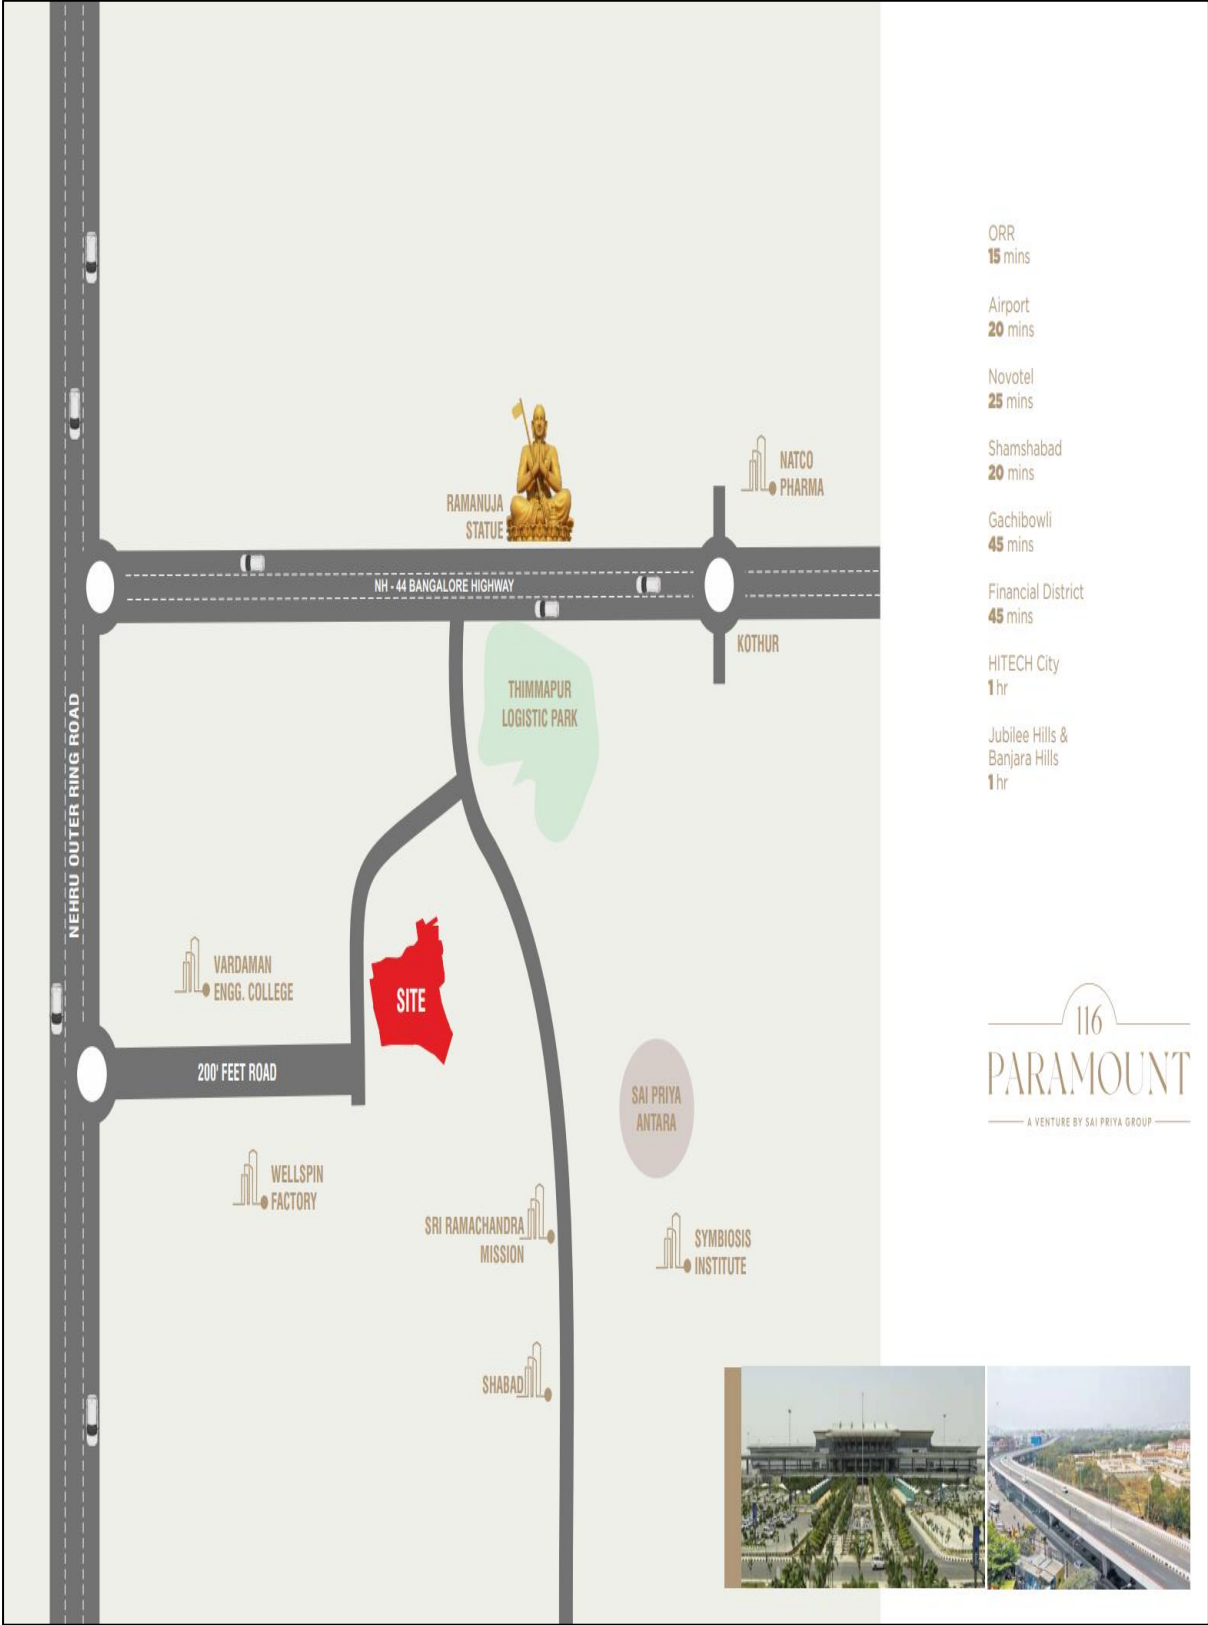 RAMANUJA
STATUE
NATCO
PHARMA
NH - 44 BANGALORE HIGHWAY
KOTHUR
THIMMAPUR
LOGISTIC PARK
NEHRU OUTER RING ROAD
VARDAMAN
ENGG. COLLEGE
SITE
200' FEET ROAD
SAI PRIYA
ANTARA
WELLSPIN
FACTORY
SRI RAMACHANDRA
MISSION
SYMBIOSIS
INSTITUTE
SHABAD
ORR
15 mins
Airport
20 mins
Novotel
25 mins
Shamshabad
20 mins
Gachibowli
45 mins
Financial District
45 mins
HITECH City
1 hr
Jubilee Hills &
Banjara Hills
1 hr
116
PARAMOUNT
A VENTURE BY SAI PRIYA GROUP